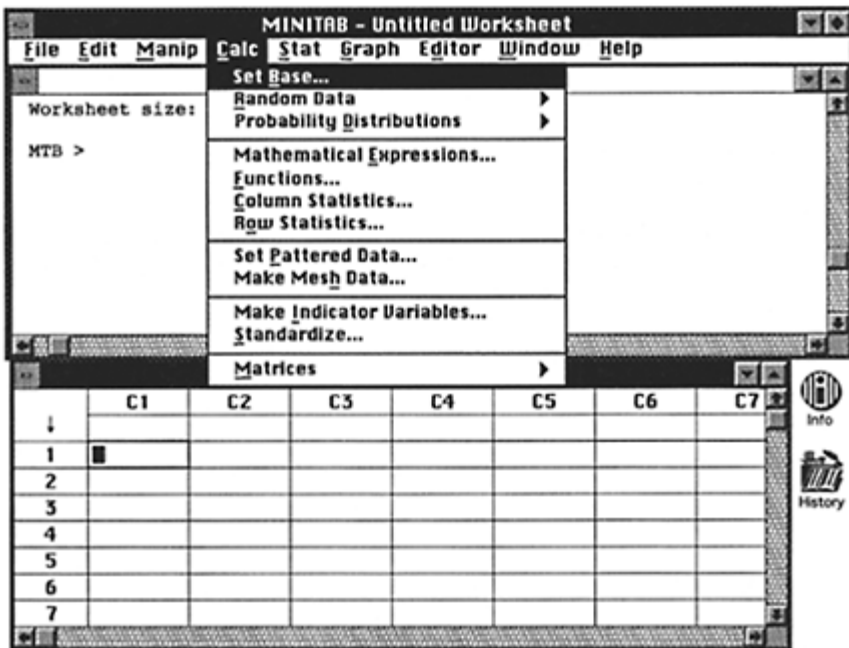 MINITAB - Untitled Worksheet
File Edit Manip Calc Stat Graph Editor Window Help
Worksheet size:
MTB >
Set Base...
Random Data
Probability Distributions
Mathematical Expressions...
Functions...
Column Statistics...
Row Statistics...
Set Pattered Data...
Make Mesh Data...
Make Indicator Variables...
Standardize...
Matrices
C1 C2 C3 C4 C5 C6 C7
↓
1
2
3
4
5
6
7
Info
History